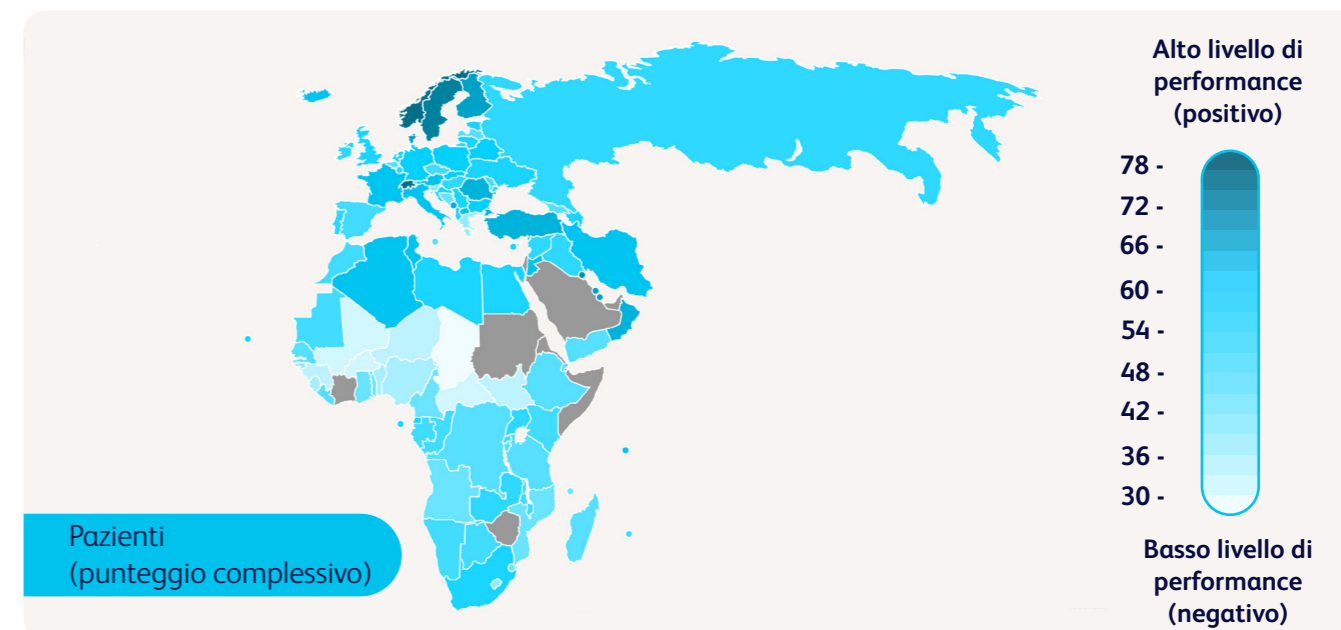 Alto livello di
performance
(positivo)
78 -
72 -
66 -
60 -
54 -
48 -
42 -
36 -
30 -
Basso livello di
performance
(negativo)
Pazienti
(punteggio complessivo)